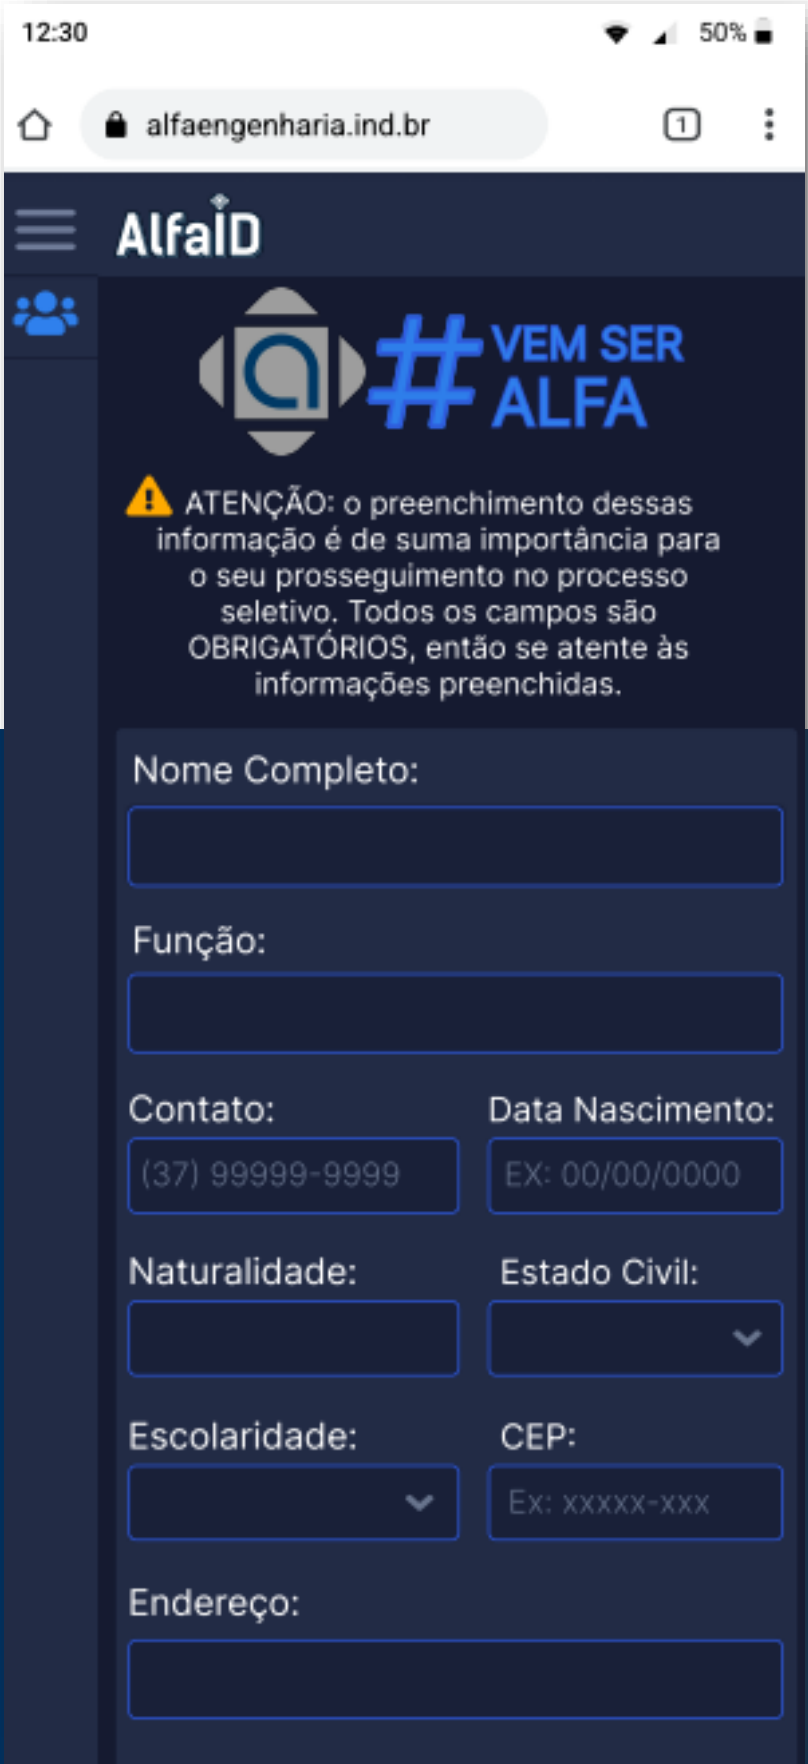 12:30 50%
alfaengenharia.ind.br 1
AlfaID
a # VEM SER
ALFA
ATENÇÃO: o preenchimento dessas
informação é de suma importância para
o seu prosseguimento no processo
seletivo. Todos os campos são
OBRIGATÓRIOS, então se atente às
informações preenchidas.
Nome Completo:
Função:
Contato: Data Nascimento:
(37) 99999-9999 EX: 00/00/0000
Naturalidade: Estado Civil:
Escolaridade: CEP:
Ex: xxxxx-xxx
Endereço: